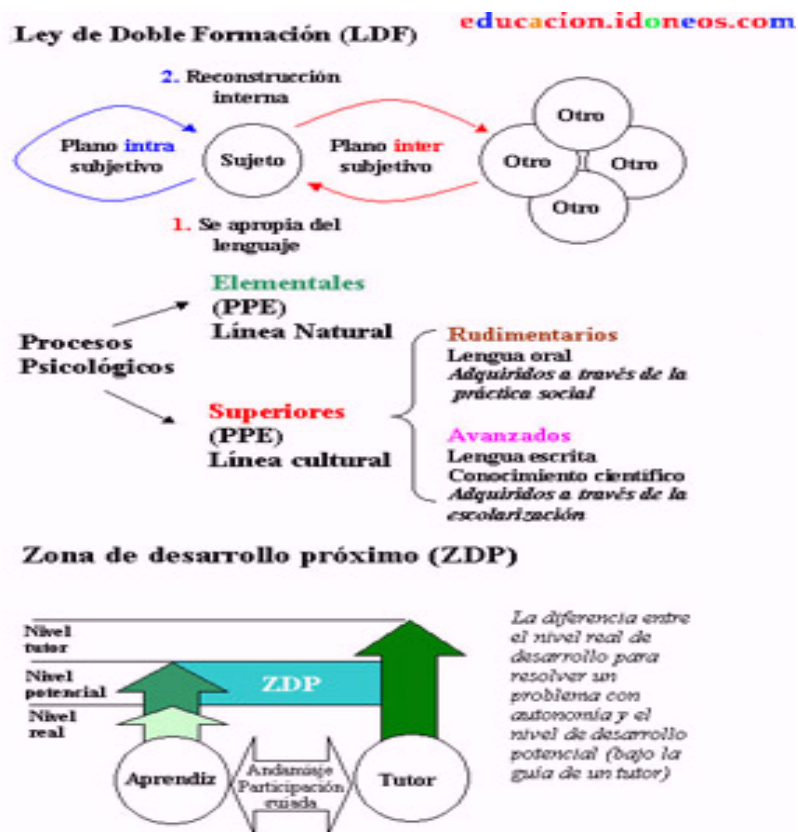 educacion.idoneos.com
Ley de Doble Formación (LDF)
2. Reconstrucción
interna
Plano intra
subjetivo
Sujeto
Plano inter
subjetivo
Otro
Otro
Otro
Otro
1. Se apropia del
lenguaje
Procesos
Psicológicos
Elementales
(PPE)
Línea Natural
Superiores
(PPE)
Línea cultural
Rudimentarios
Lengua oral
Adquiridos a través de la
práctica social
Avanzados
Lengua escrita
Conocimiento científico
Adquiridos a través de la
escolarización
Zona de desarrollo próximo (ZDP)
Nivel
tutor
Nivel
potencial
Nivel
real
ZDP
Aprendiz
Andamiaje
Participación
cuiada
Tutor
La diferencia entre
el nivel real de
desarrollo para
resolver un
problema con
autonomía y el
nivel de desarrollo
potencial (bajo la
guía de un tutor)